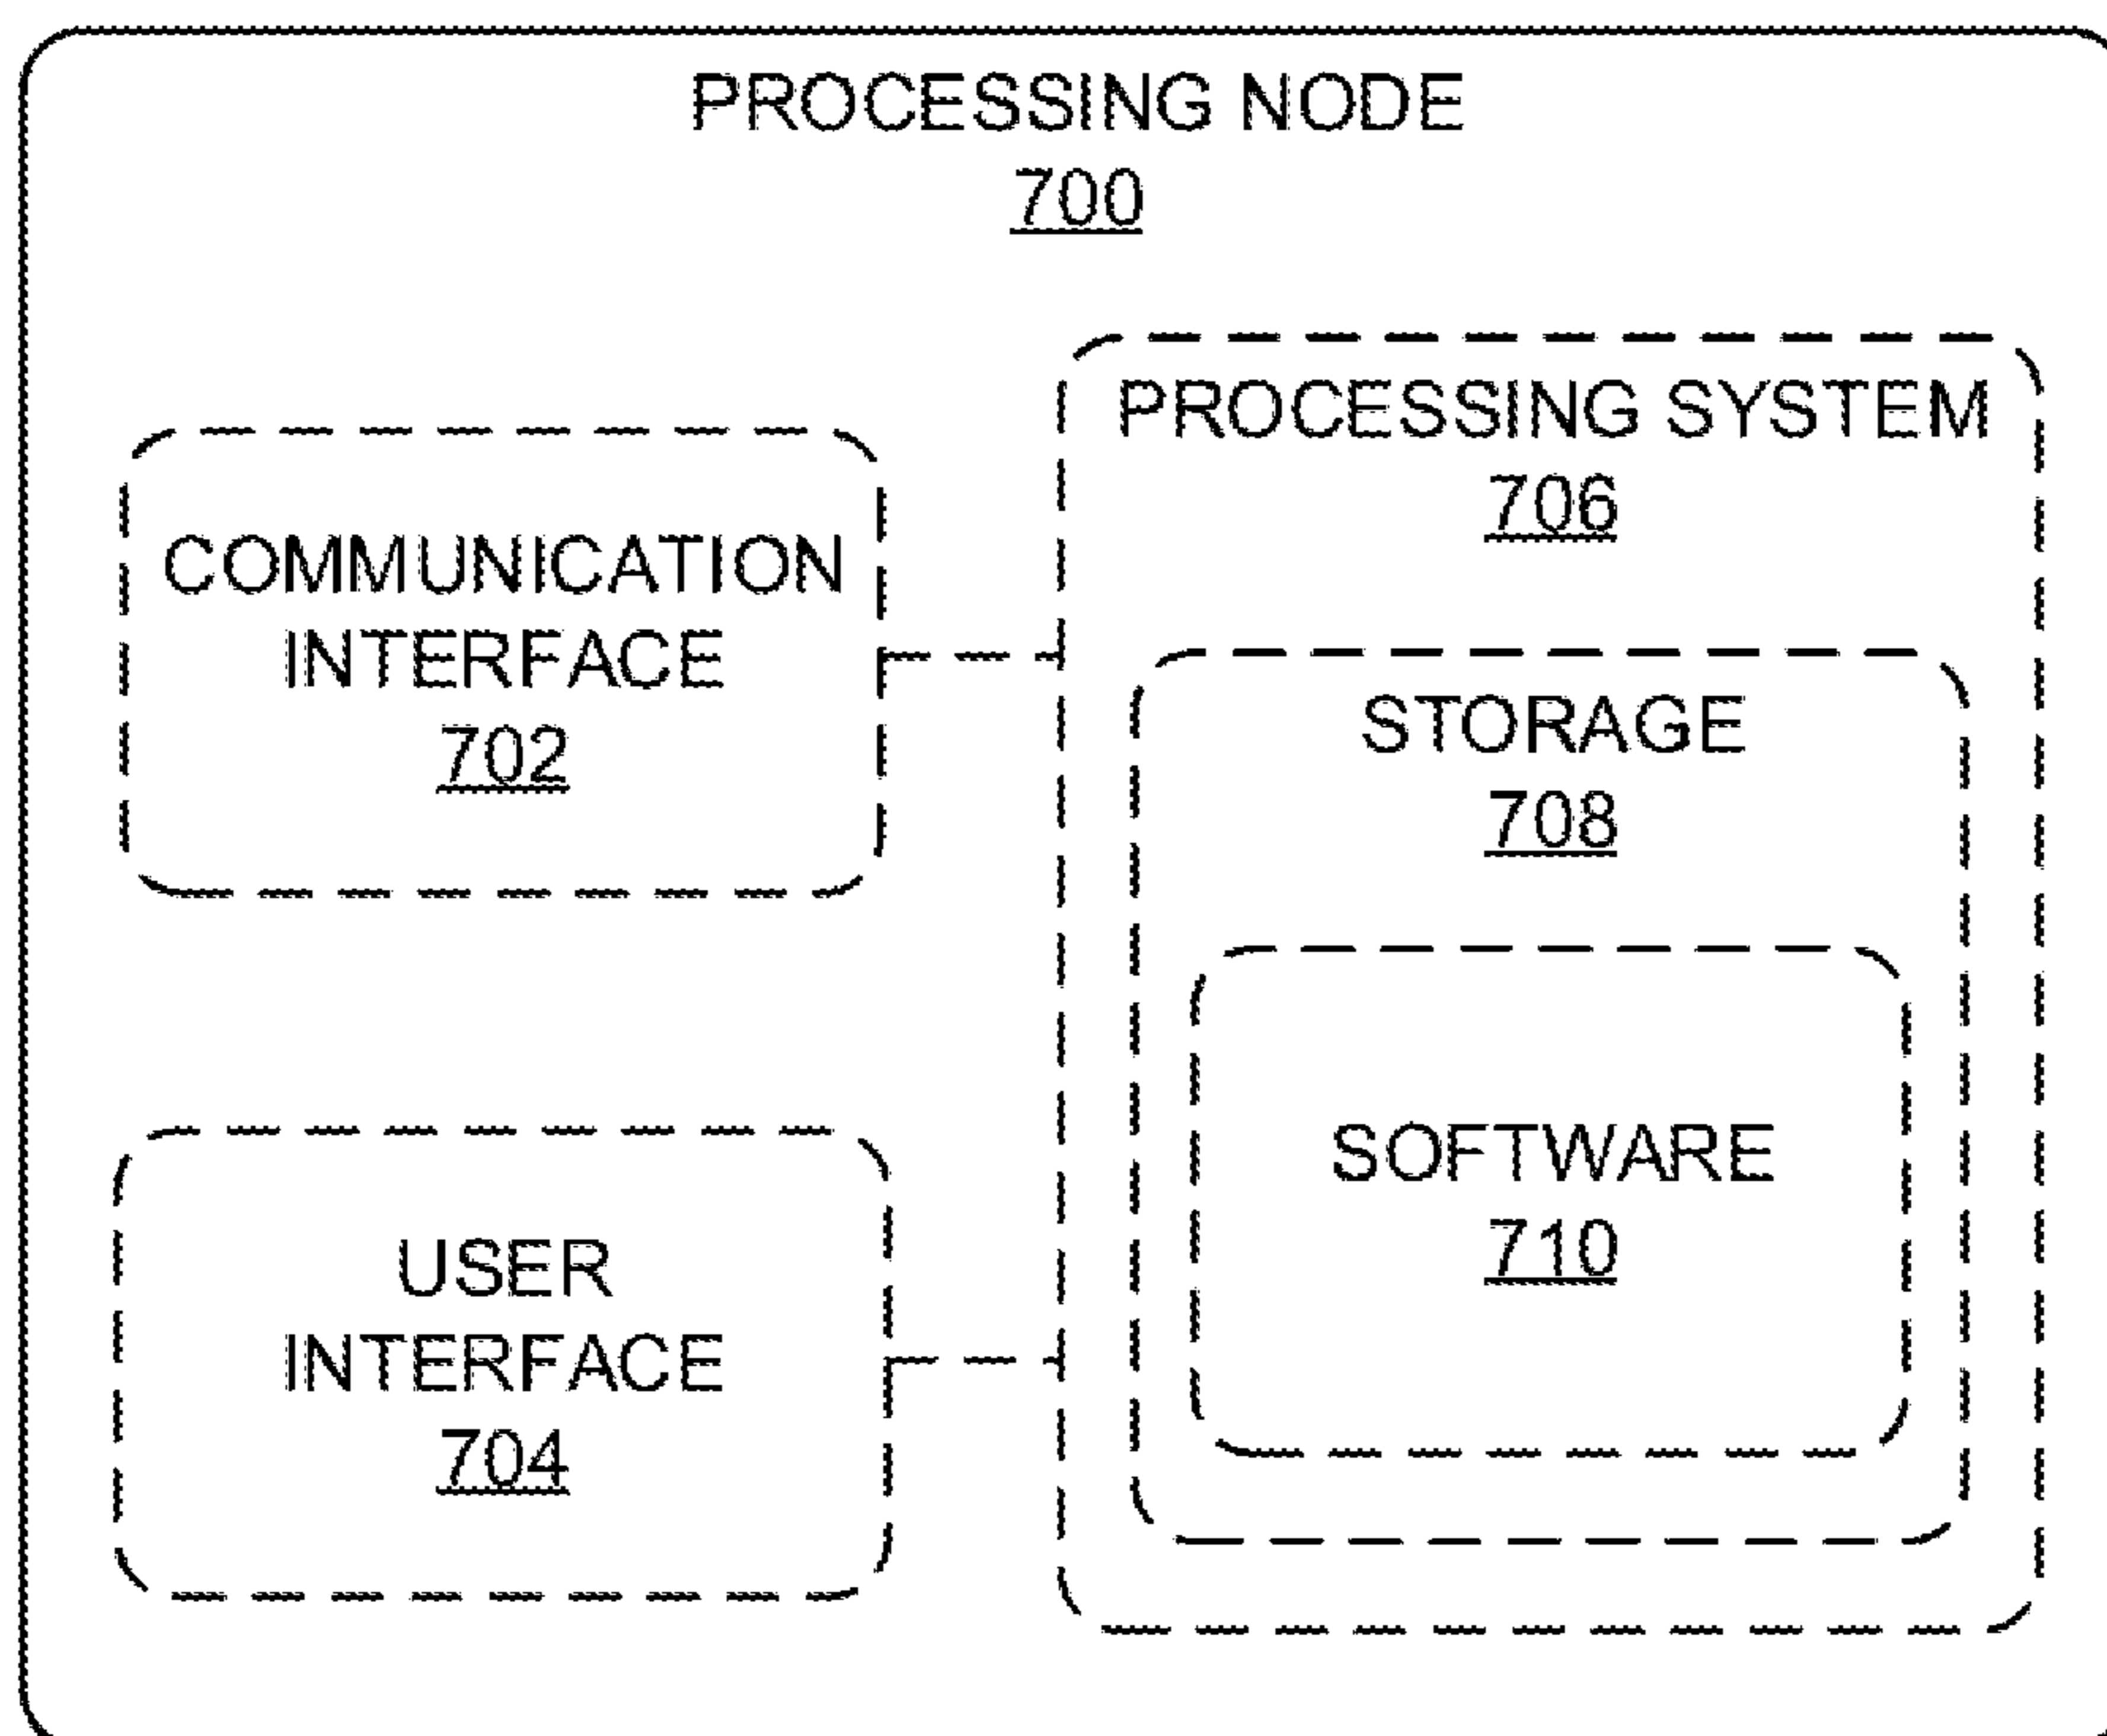 PROCESSING NODE
700
PROCESSING SYSTEM
706
COMMUNICATION
INTERFACE
702
STORAGE
708
SOFTWARE
710
USER
INTERFACE
704